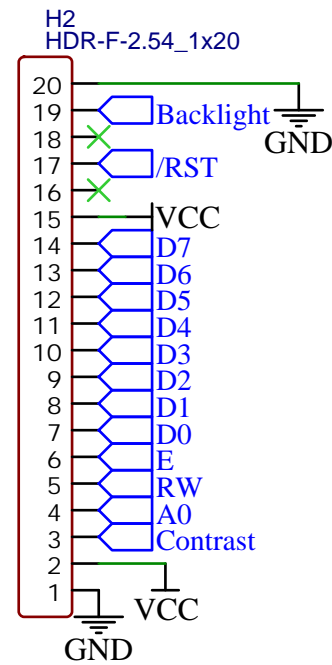 H2
HDR-F-2.54_1x20
20
19 Backlight
GND
18
17 /RST
16
15 VCC
14 D7
13 D6
12 D5
11 D4
10 D3
9 D2
8 D1
7 D0
6 E
5 RW
4 A0
3 Contrast
2
VCC
1
GND